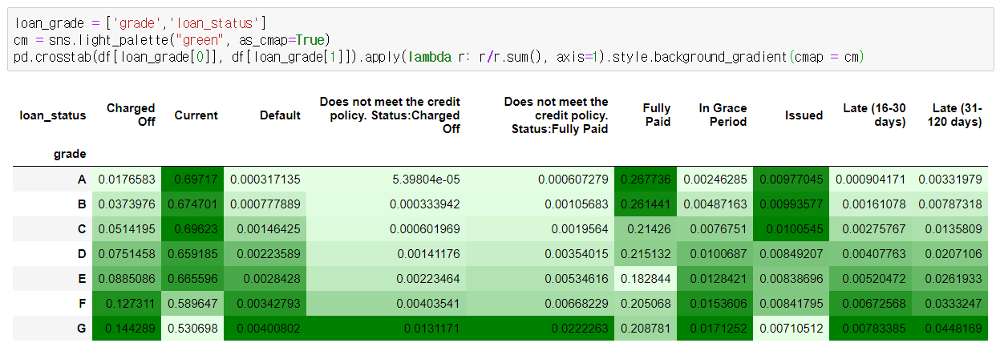 loan_grade = ['grade','loan_status']
cm = sns.light_palette("green", as_cmap=True)
pd.crosstab(df[loan_grade[0]], df[loan_grade[1]]).apply(lambda r: r/r.sum(), axis=1).style.background_gradient(cmap = cm)
loan_status Charged Off Current Default Does not meet the credit policy. Status:Charged Off Does not meet the credit policy. Status:Fully Paid Fully Paid In Grace Period Issued Late (16-30 days) Late (31-120 days)
grade
A 0.0176583 0.69717 0.000317135 5.39804e-05 0.000607279 0.267736 0.00246285 0.00977045 0.000904171 0.00331979
B 0.0373976 0.674701 0.000777889 0.000333942 0.00105683 0.261441 0.00487163 0.00993577 0.00161078 0.00787318
C 0.0514195 0.69623 0.00146425 0.000601969 0.0019564 0.21426 0.0076751 0.0100545 0.00275767 0.0135809
D 0.0751458 0.659185 0.00223589 0.00141176 0.00354015 0.215132 0.0100687 0.00849207 0.00407763 0.0207106
E 0.0885086 0.665596 0.0028428 0.00223464 0.00534616 0.182844 0.0128421 0.00838696 0.00520472 0.0261933
F 0.127311 0.589647 0.00342793 0.00403541 0.00668229 0.205068 0.0153606 0.00841795 0.00672568 0.0333247
G 0.144289 0.530698 0.00400802 0.0131171 0.0222263 0.208781 0.0171252 0.00710512 0.00783385 0.0448169